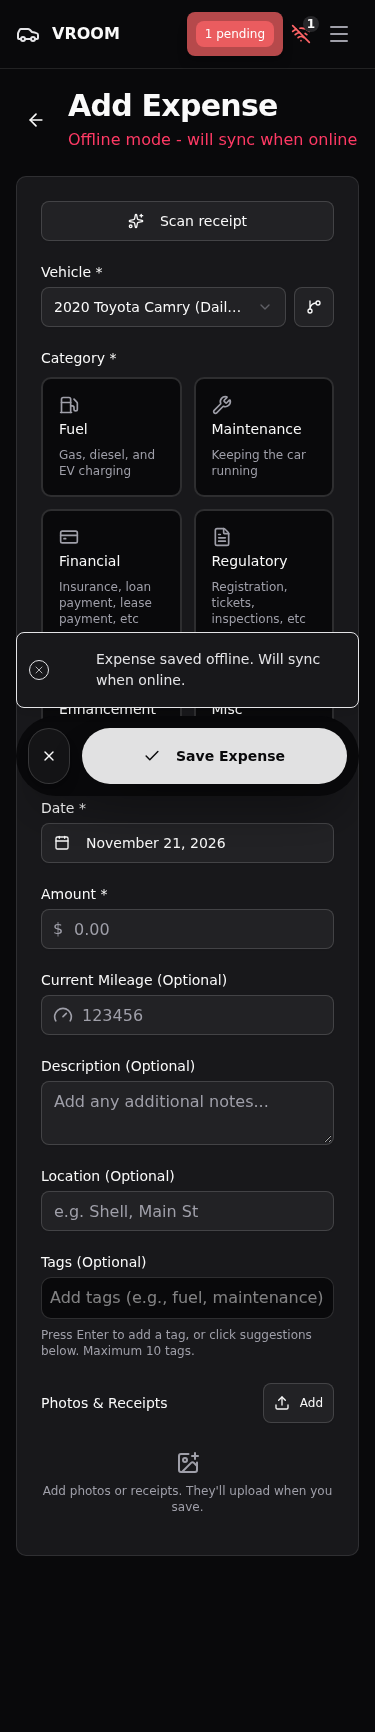 VROOM
1 pending
1
Add Expense
Offline mode - will sync when online
Scan receipt
Vehicle *
2020 Toyota Camry (Dail...
Category *
Fuel
Gas, diesel, and
EV charging
Maintenance
Keeping the car
running
Financial
Insurance, loan
payment, lease
payment, etc
Regulatory
Registration,
tickets,
inspections, etc
Expense saved offline. Will sync
when online.
Enhancement
Misc
Save Expense
Date *
November 21, 2026
Amount *
$ 0.00
Current Mileage (Optional)
123456
Description (Optional)
Add any additional notes...
Location (Optional)
e.g. Shell, Main St
Tags (Optional)
Add tags (e.g., fuel, maintenance)
Press Enter to add a tag, or click suggestions
below. Maximum 10 tags.
Photos & Receipts
Add
Add photos or receipts. They'll upload when you
save.